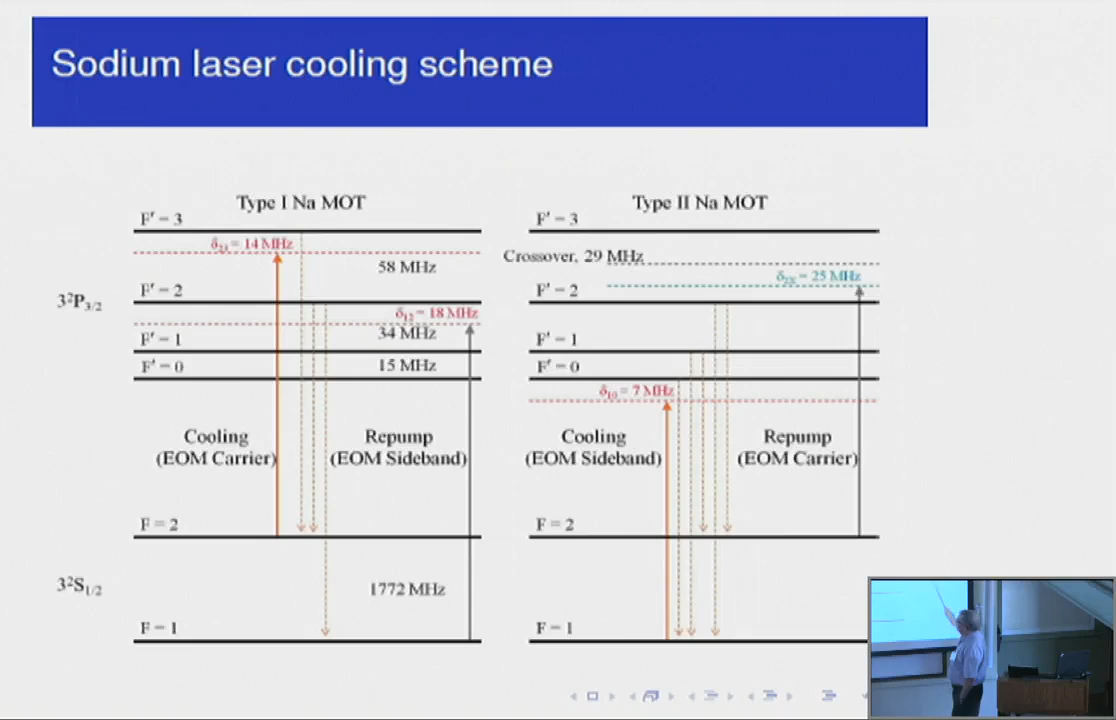 Sodium laser cooling scheme
Type I Na MOT
F' = 3
δ23 = 14 MHz
58 MHz
F' = 2
3²P3/2
δ12 = 18 MHz
34 MHz
F' = 1
F' = 0
15 MHz
Cooling
(EOM Carrier)
Repump
(EOM Sideband)
F = 2
3²S1/2
1772 MHz
F = 1
Type II Na MOT
F' = 3
Crossover, 29 MHz
= 25 MHz
F' = 2
F' = 1
F' = 0
δ10 = 7 MHz
Cooling
(EOM Sideband)
Repump
(EOM Carrier)
F = 2
F = 1